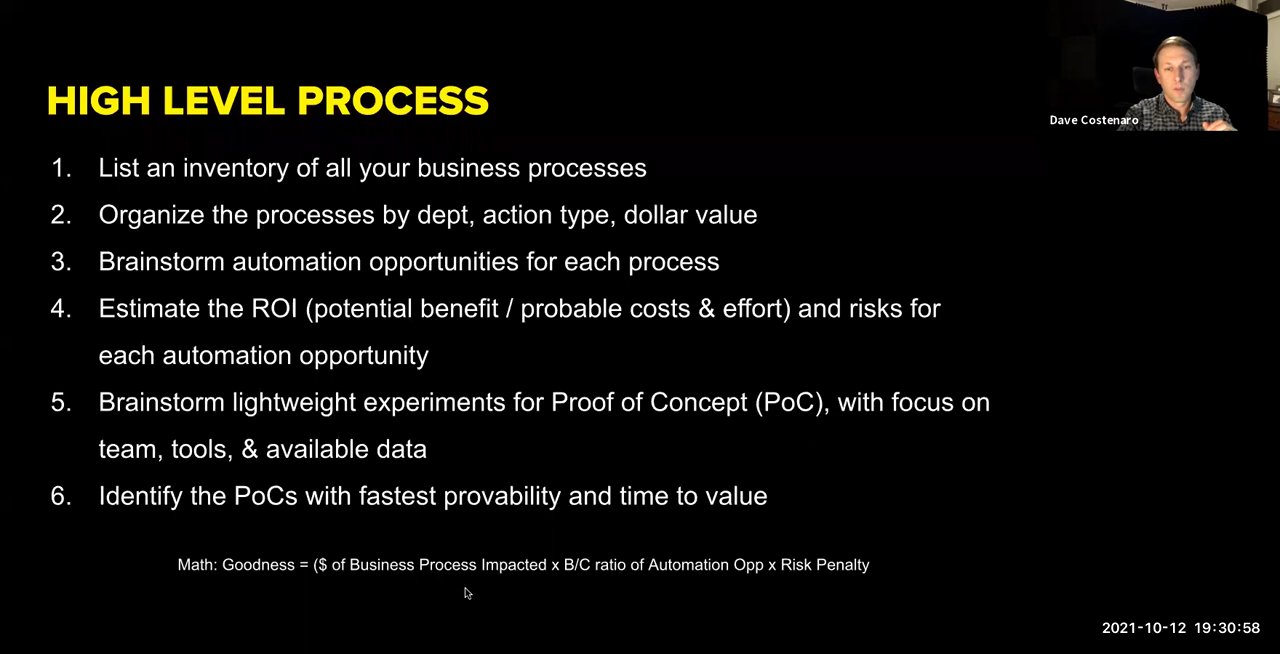 HIGH LEVEL PROCESS
Dave Costenaro
1. List an inventory of all your business processes
2. Organize the processes by dept, action type, dollar value
3. Brainstorm automation opportunities for each process
4. Estimate the ROI (potential benefit / probable costs & effort) and risks for
each automation opportunity
5. Brainstorm lightweight experiments for Proof of Concept (PoC), with focus on
team, tools, & available data
6. Identify the PoCs with fastest provability and time to value
Math: Goodness = ($ of Business Process Impacted x B/C ratio of Automation Opp x Risk Penalty
2021-10-12 19:30:58